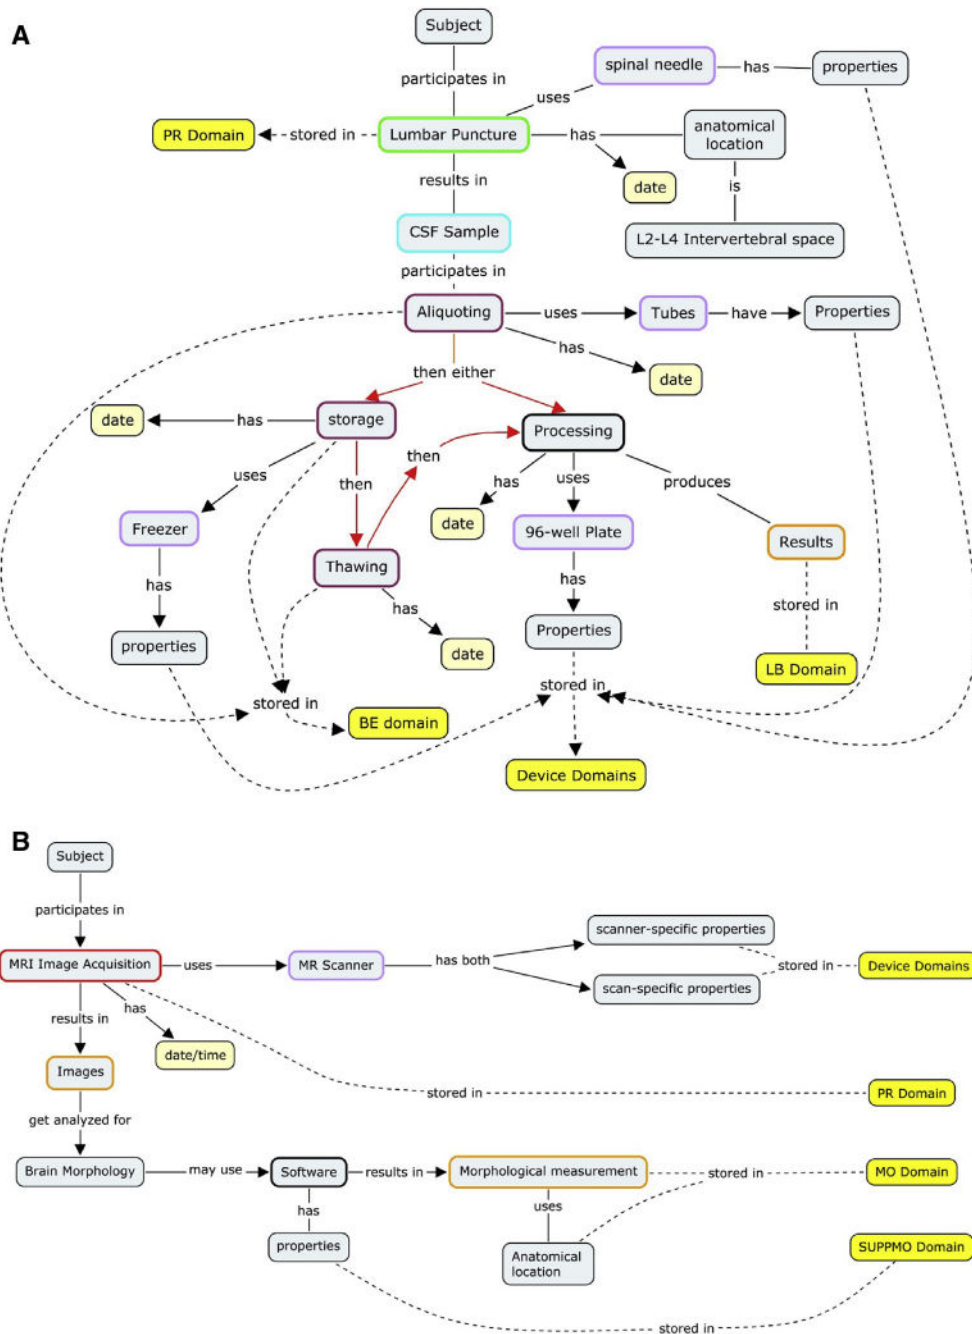 A
Subject
participates in
spinal needle
has
properties
uses
PR Domain
stored in
Lumbar Puncture
has
anatomical
location
date
results in
is
CSF Sample
L2-L4 Intervertebral space
participates in
Aliquoting
uses
Tubes
have
Properties
has
then either
date
date
has
storage
Processing
then
uses
then
has
uses
produces
date
Freezer
96-well Plate
Results
Thawing
has
has
has
stored in
properties
Properties
date
LB Domain
stored in
stored in
BE domain
Device Domains
B
Subject
participates in
scanner-specific properties
MRI Image Acquisition
uses
MR Scanner
has both
stored in
Device Domains
scan-specific properties
results in
has
date/time
Images
stored in
PR Domain
get analyzed for
Brain Morphology
may use
Software
results in
Morphological measurement
stored in
MO Domain
has
uses
properties
Anatomical
location
SUPPMO Domain
stored in